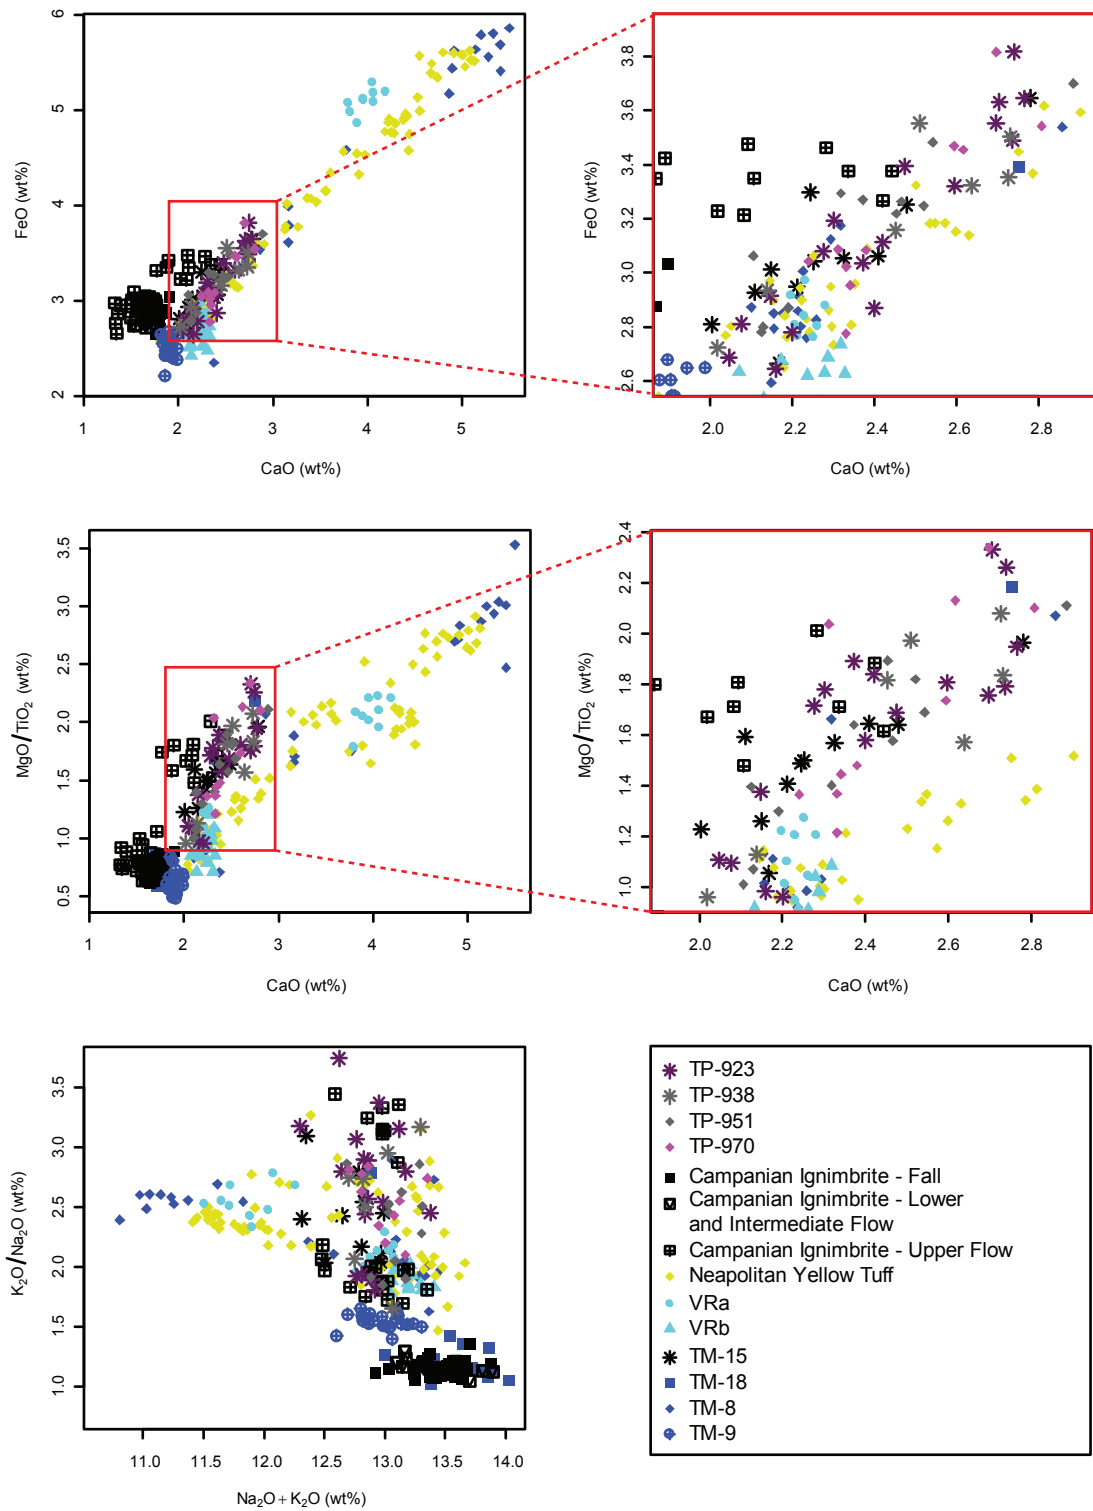 6
5
4
3
2
FeO (wt%)
1
2
3
4
5
CaO (wt%)
3.8
3.6
3.4
3.2
3.0
2.8
2.6
FeO (wt%)
2.0
2.2
2.4
2.6
2.8
CaO (wt%)
3.5
3.0
2.5
2.0
1.5
1.0
0.5
MgO/TiO₂ (wt%)
1
2
3
4
5
CaO (wt%)
2.4
2.2
2.0
1.8
1.6
1.4
1.2
1.0
MgO/TiO₂ (wt%)
2.0
2.2
2.4
2.6
2.8
CaO (wt%)
3.5
3.0
2.5
2.0
1.5
1.0
K₂O/Na₂O (wt%)
11.0
11.5
12.0
12.5
13.0
13.5
14.0
Na₂O+K₂O (wt%)
TP-923
TP-938
TP-951
TP-970
Campanian Ignimbrite - Fall
Campanian Ignimbrite - Lower
and Intermediate Flow
Campanian Ignimbrite - Upper Flow
Neapolitan Yellow Tuff
VRa
VRb
TM-15
TM-18
TM-8
TM-9